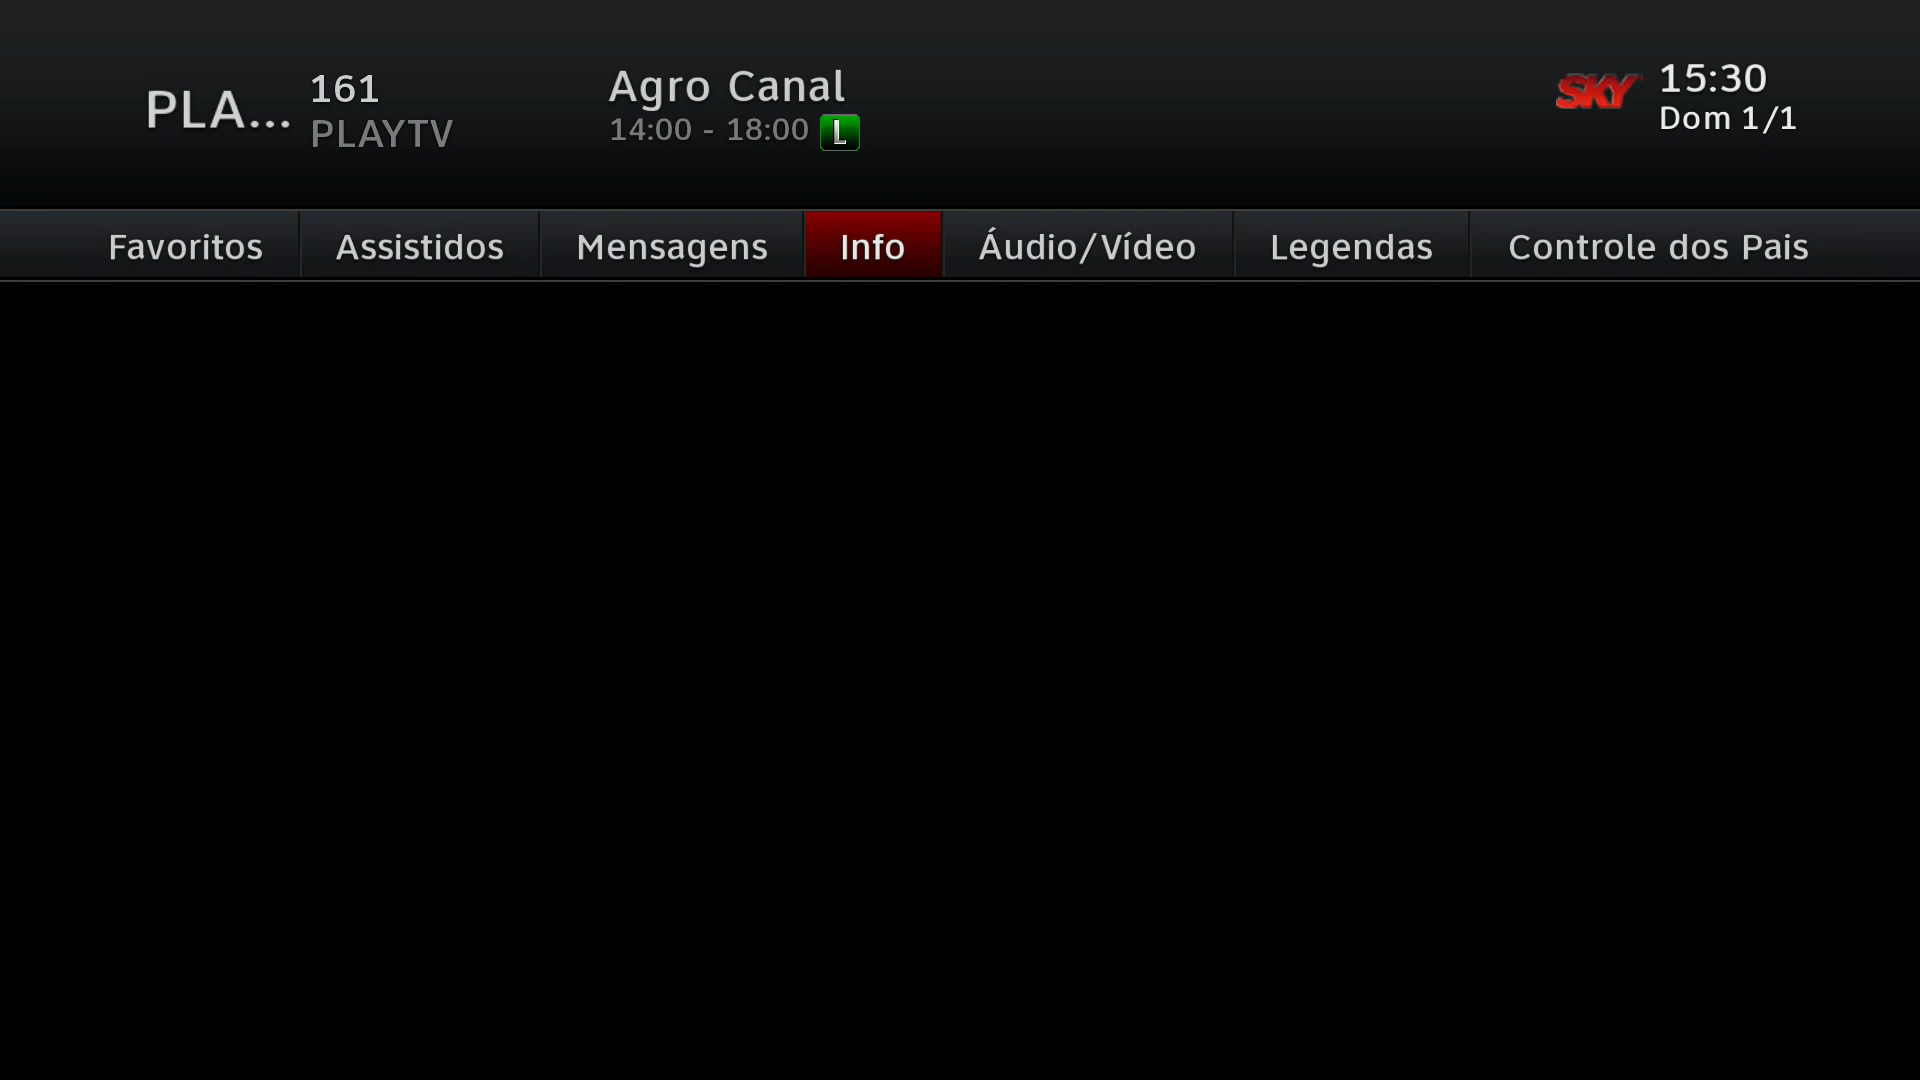 PLA...
161
PLAYTV
Agro Canal
14:00 - 18:00 L
SKY
15:30
Dom 1/1
Favoritos
Assistidos
Mensagens
Info
Áudio/Vídeo
Legendas
Controle dos Pais